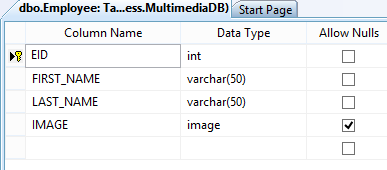 dbo.Employee: Ta...ess.MultimediaDB) Start Page
Column Name Data Type Allow Nulls
EID int
FIRST_NAME varchar(50)
LAST_NAME varchar(50)
IMAGE image